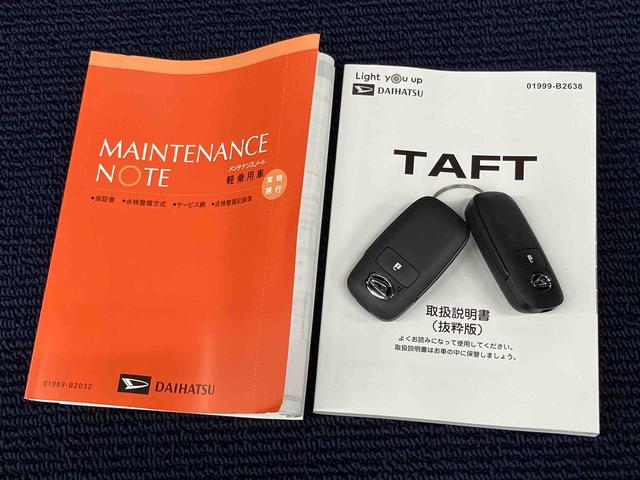 MAINTENANCE
NOTE
メンテナンスノート
軽乗用車
常時
携行
•保証書 •点検整備方式 •サービス網 •点検整備記録簿
01989-B2032
DAIHATSU
Light you up
DAIHATSU
01999-B2638
TAFT
取扱説明書
（抜粋版）
よくお読みになって使用してください。
取扱説明書はお車の中に保管しましょう。